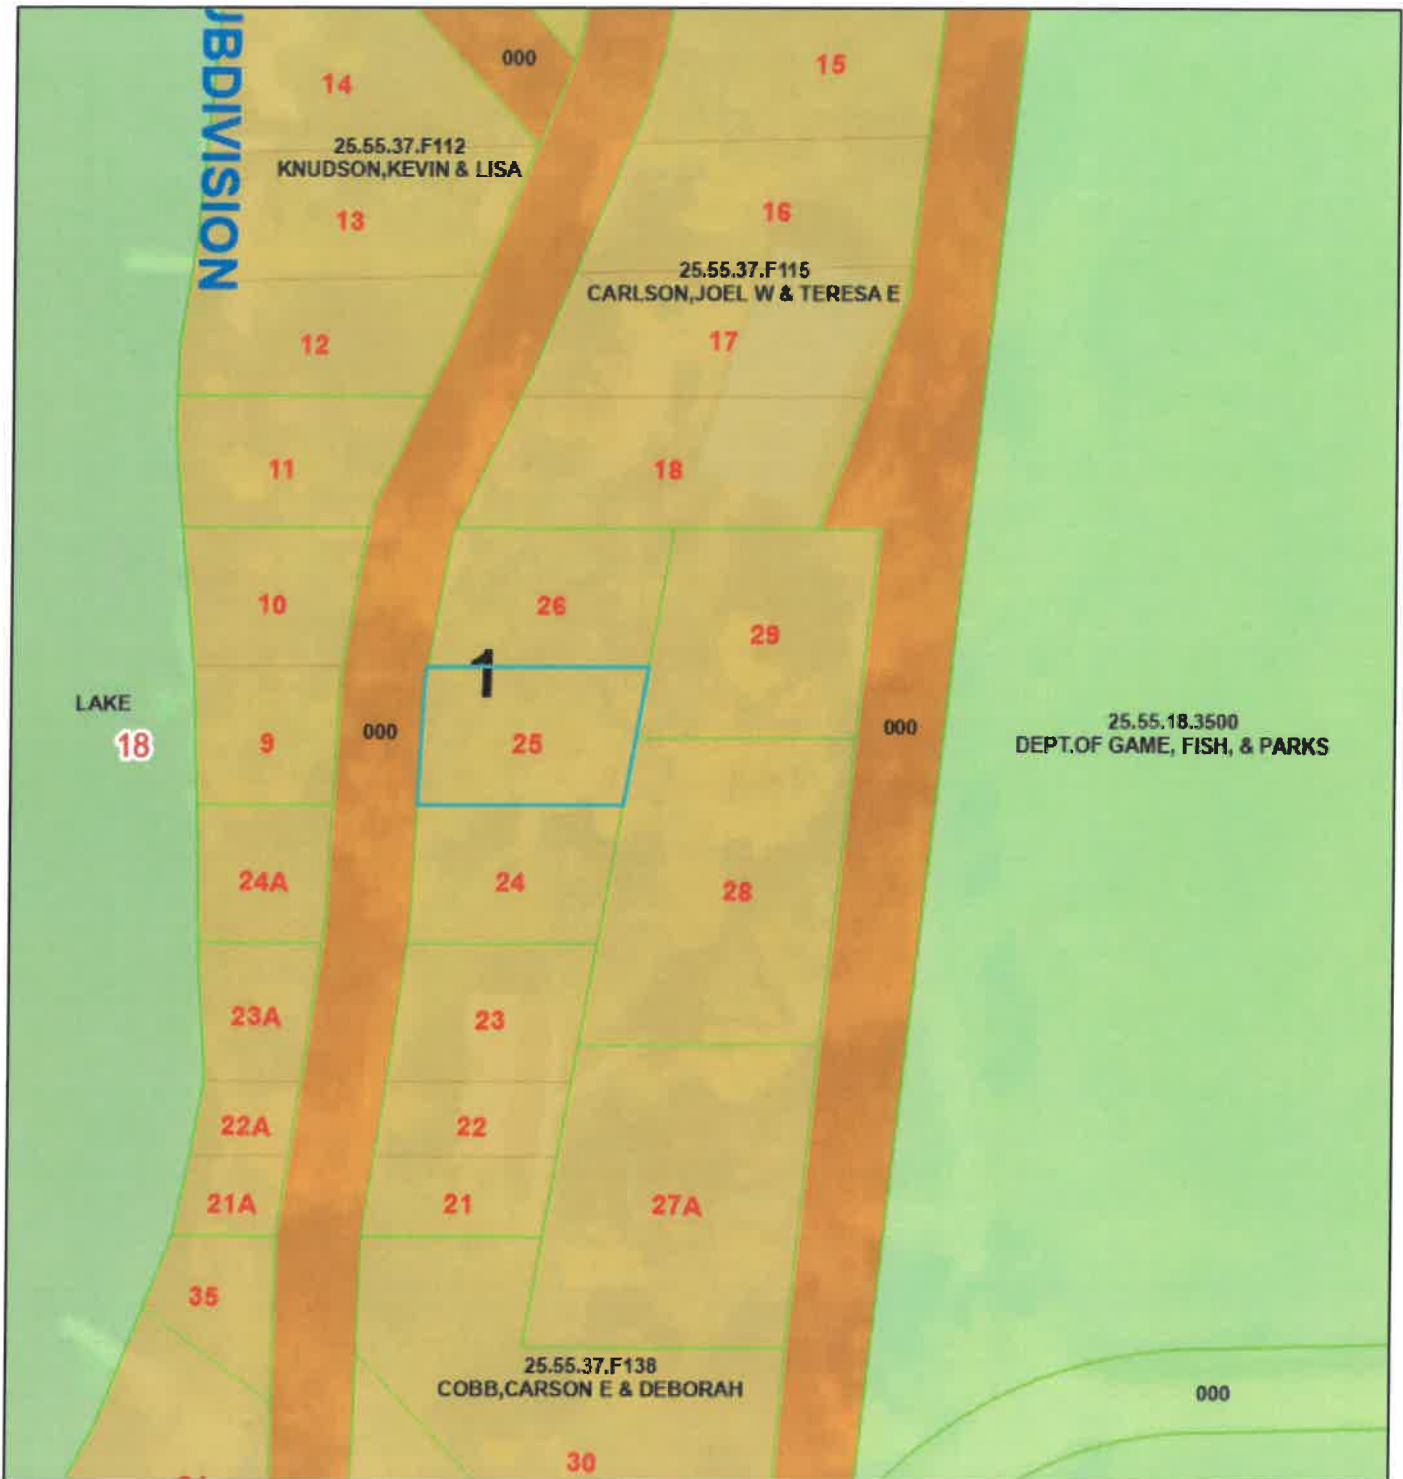 JBDIVISION
14
000
15
25.55.37.F112
KNUDSON,KEVIN & LISA
13
16
25.55.37.F115
CARLSON,JOEL W & TERESA E
12
17
11
18
10
26
29
1
LAKE
18
9
000
25
000
25.55.18.3500
DEPT.OF GAME, FISH, & PARKS
24A
24
28
23A
23
22A
22
21A
21
27A
35
25.55.37.F138
COBB,CARSON E & DEBORAH
000
30